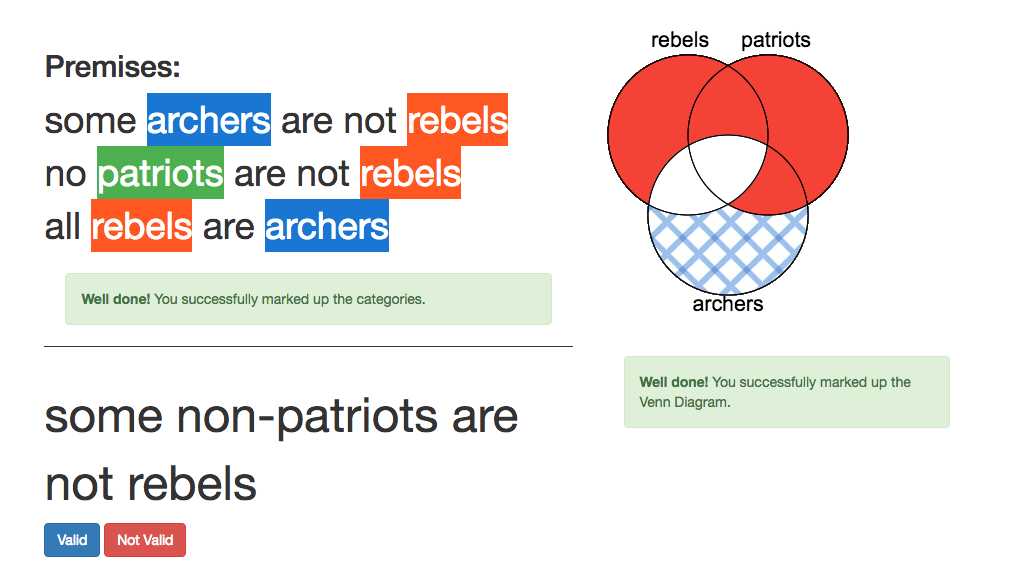 Premises:
some archers are not rebels
no patriots are not rebels
all rebels are archers
Well done! You successfully marked up the categories.
some non-patriots are
not rebels
Valid Not Valid
rebels patriots
archers
Well done! You successfully marked up the
Venn Diagram.